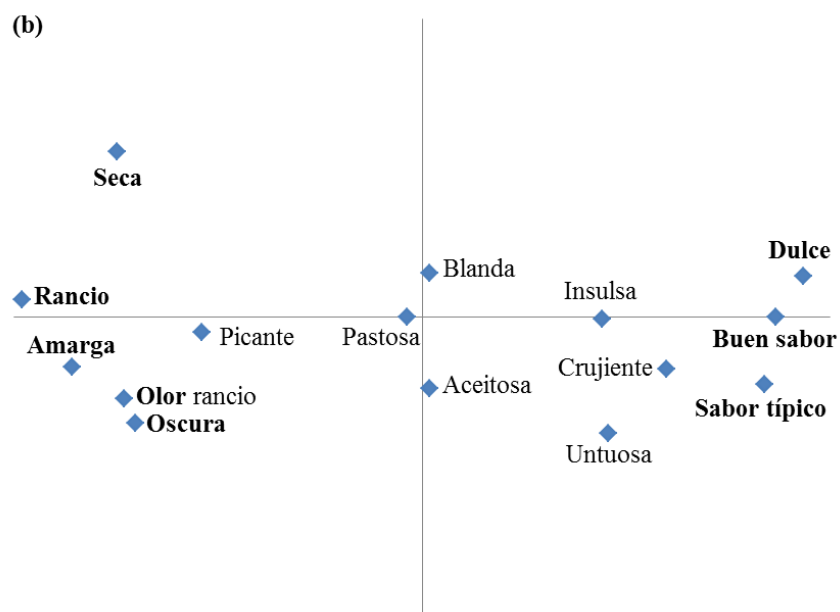 (b)
Seca
Dulce
Blanda
Insulsa
Rancio
Picante
Pastosa
Buen sabor
Amarga
Crujiente
Aceitosa
Sabor típico
Olor rancio
Oscura
Untuosa